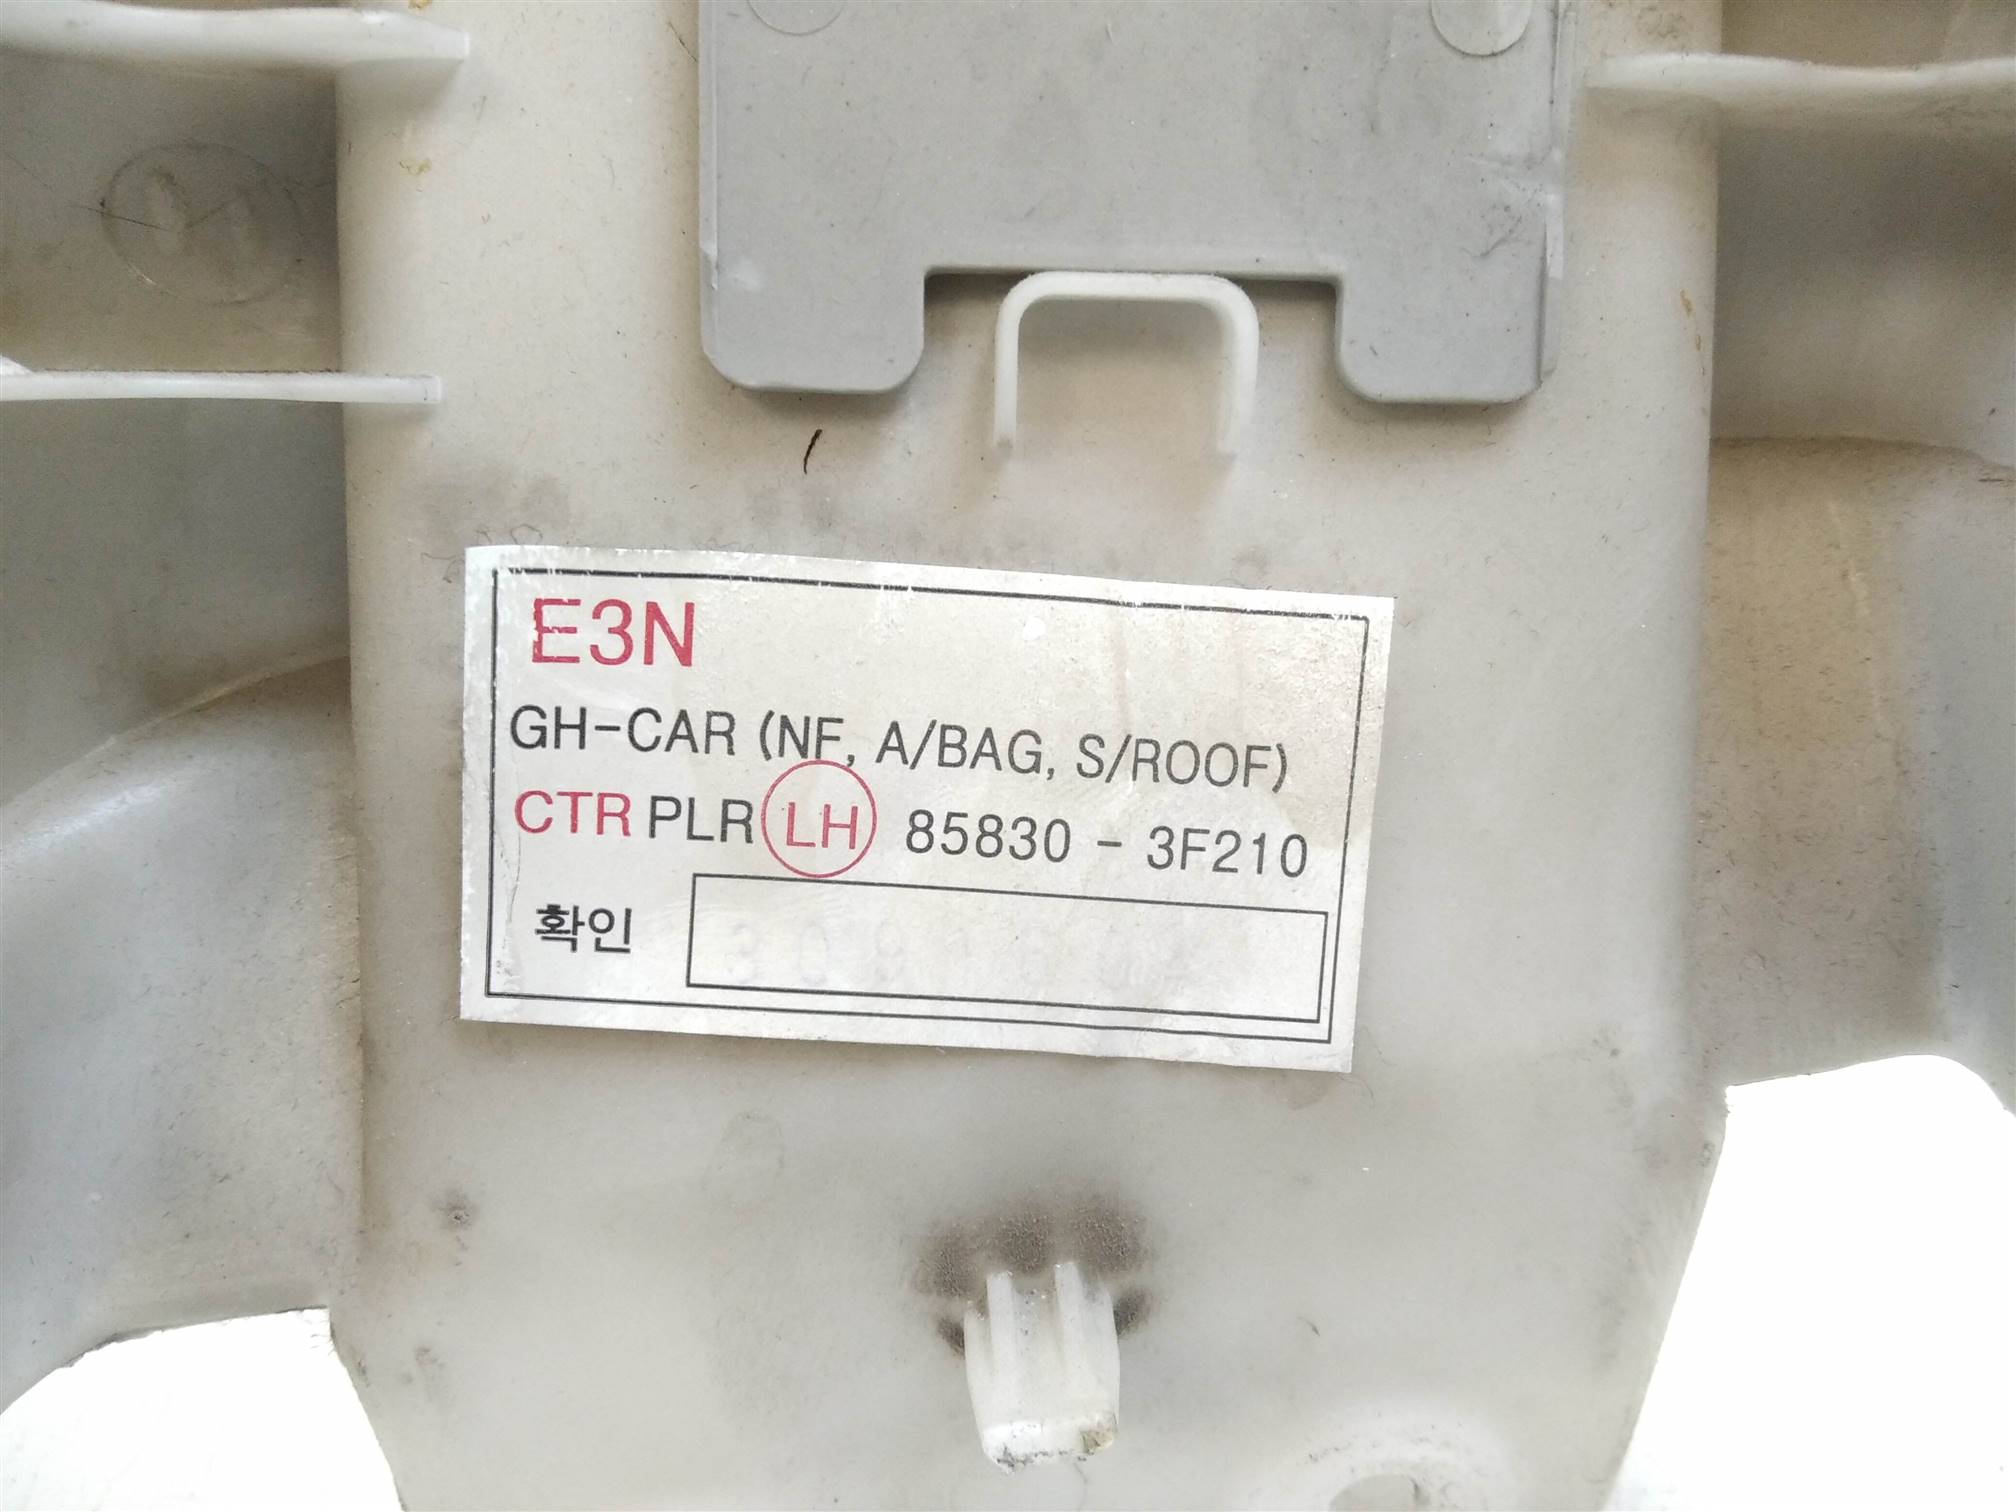 E3N
GH-CAR (NF, A/BAG, S/ROOF)
CTR PLR LH 85830 - 3F210
확인